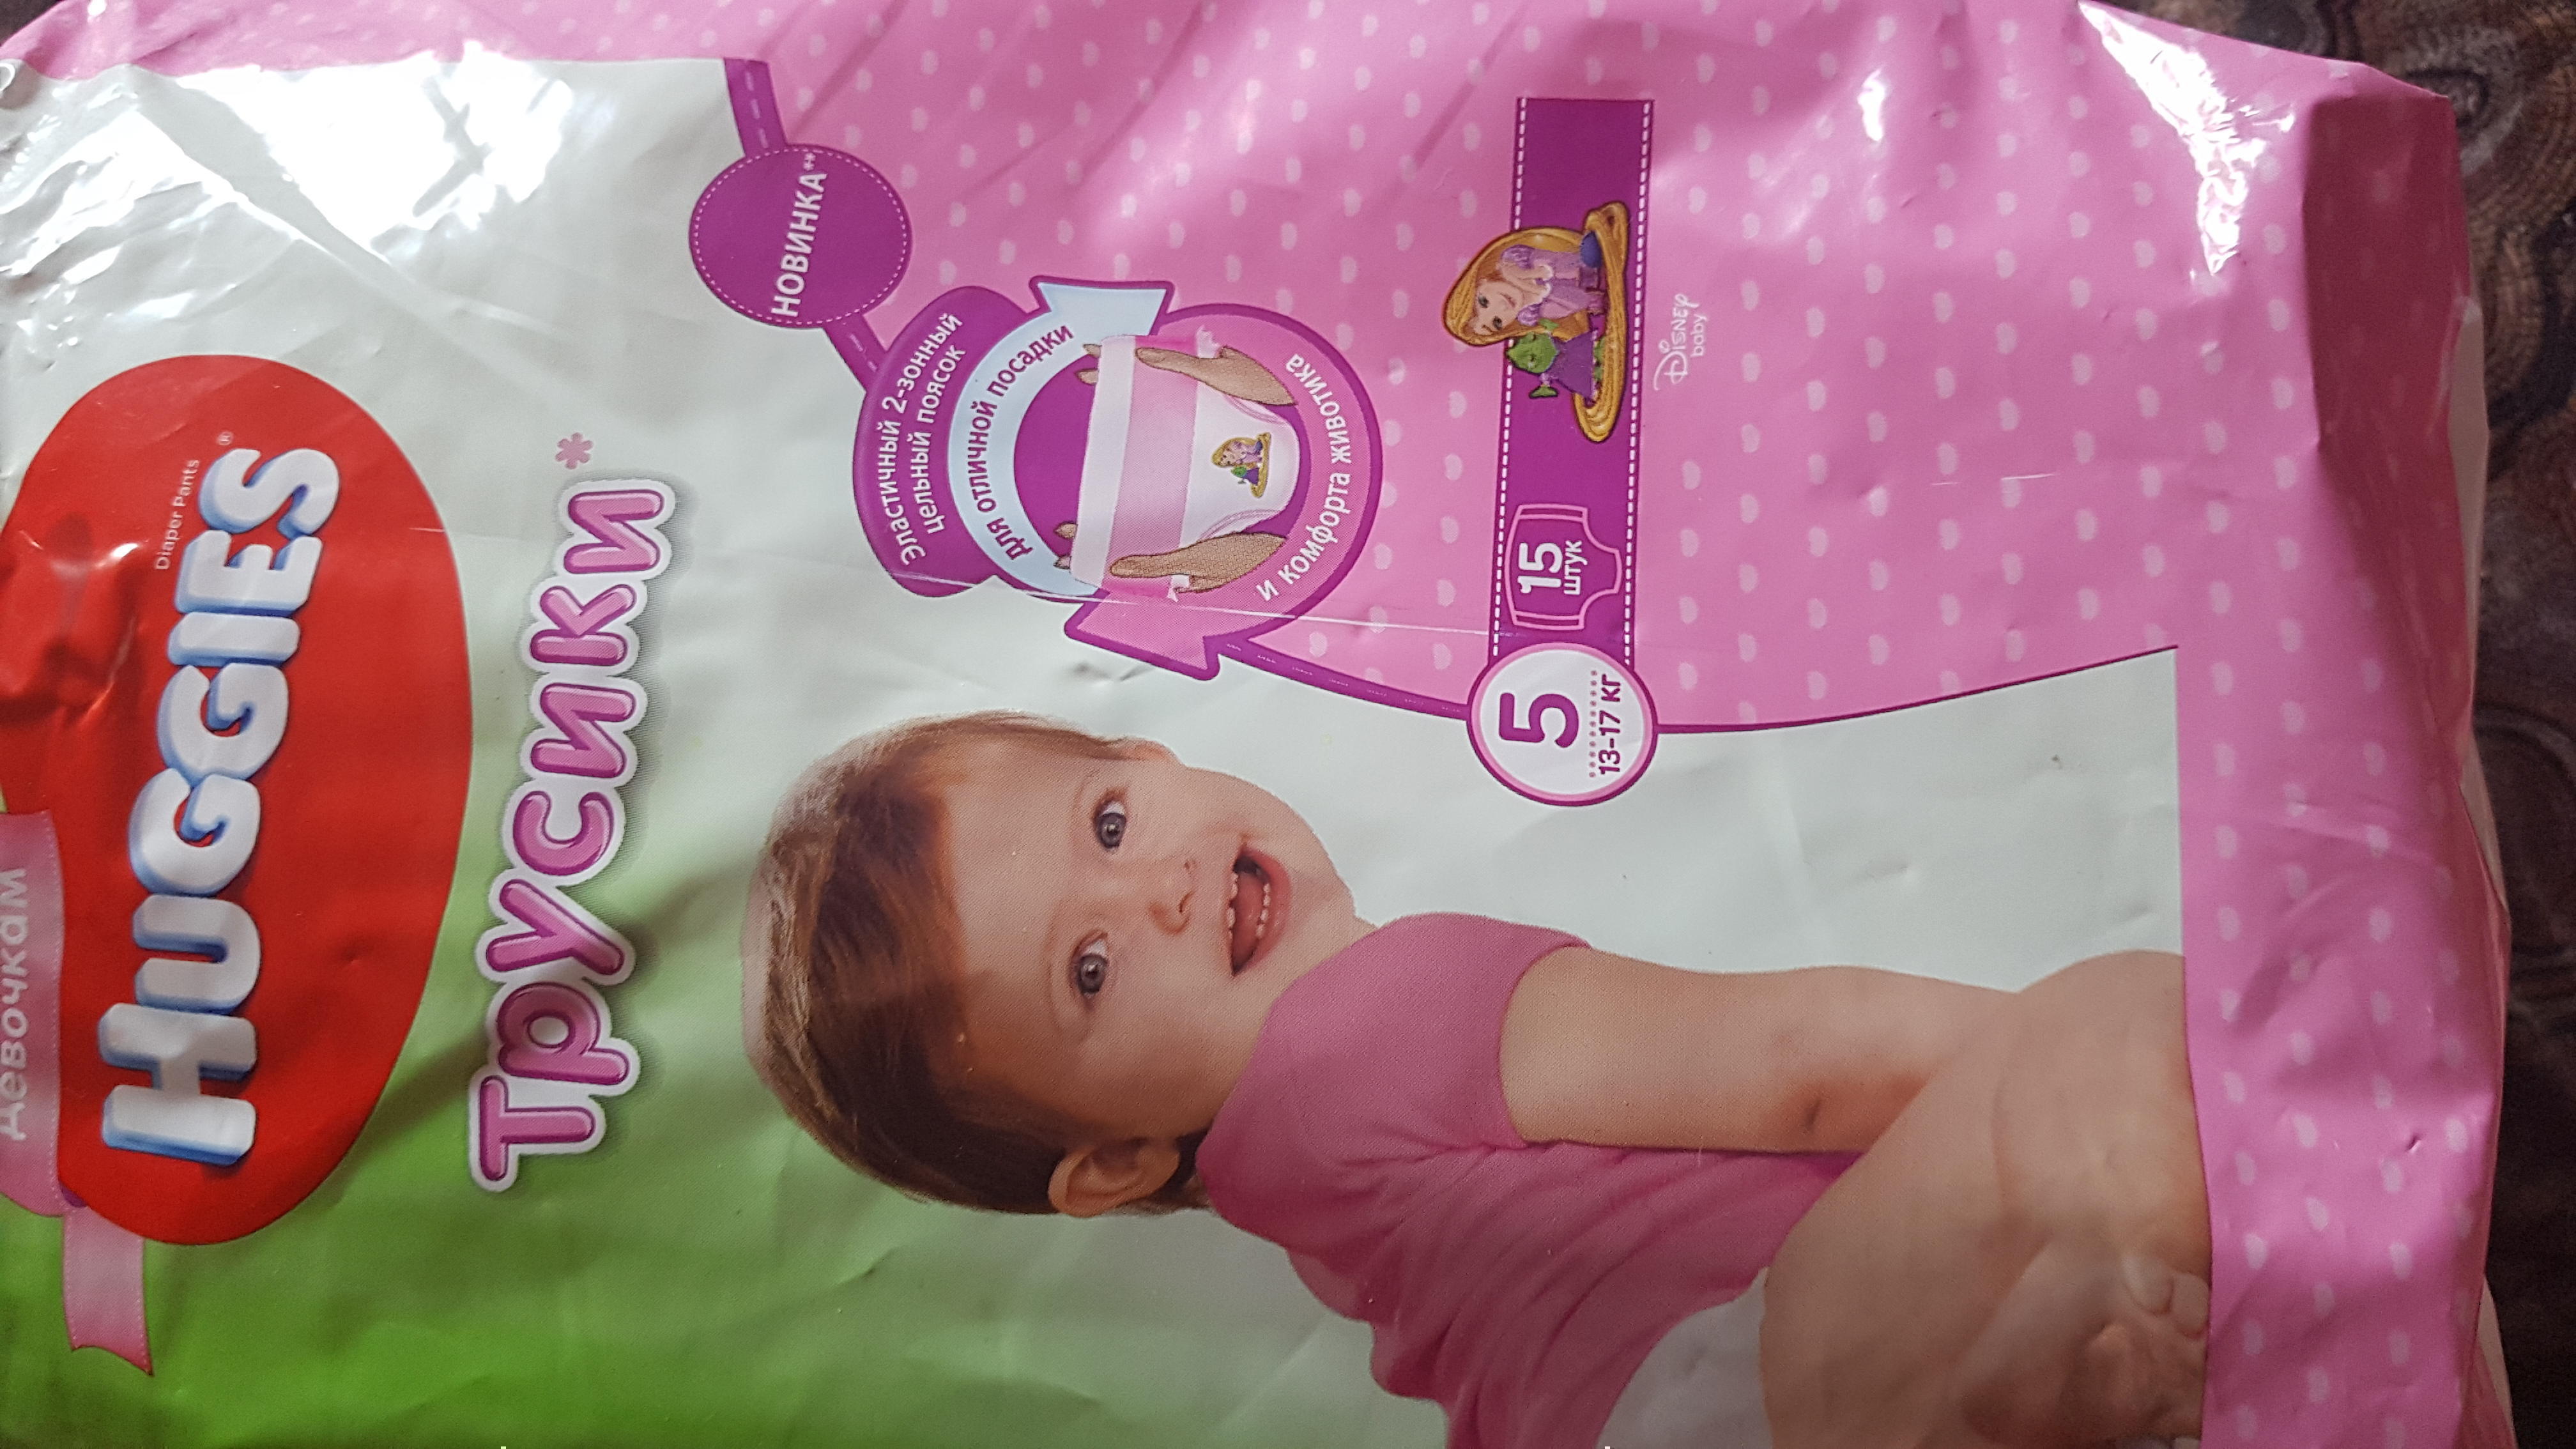 Девочкам
Diaper Pants
HUGGIES®
Трусики*
НОВИНКА**
Эластичный 2-зонный
цельный поясок
для отличной посадки
и комфорта животика
5
13-17 кг
15
штук
Disney
baby